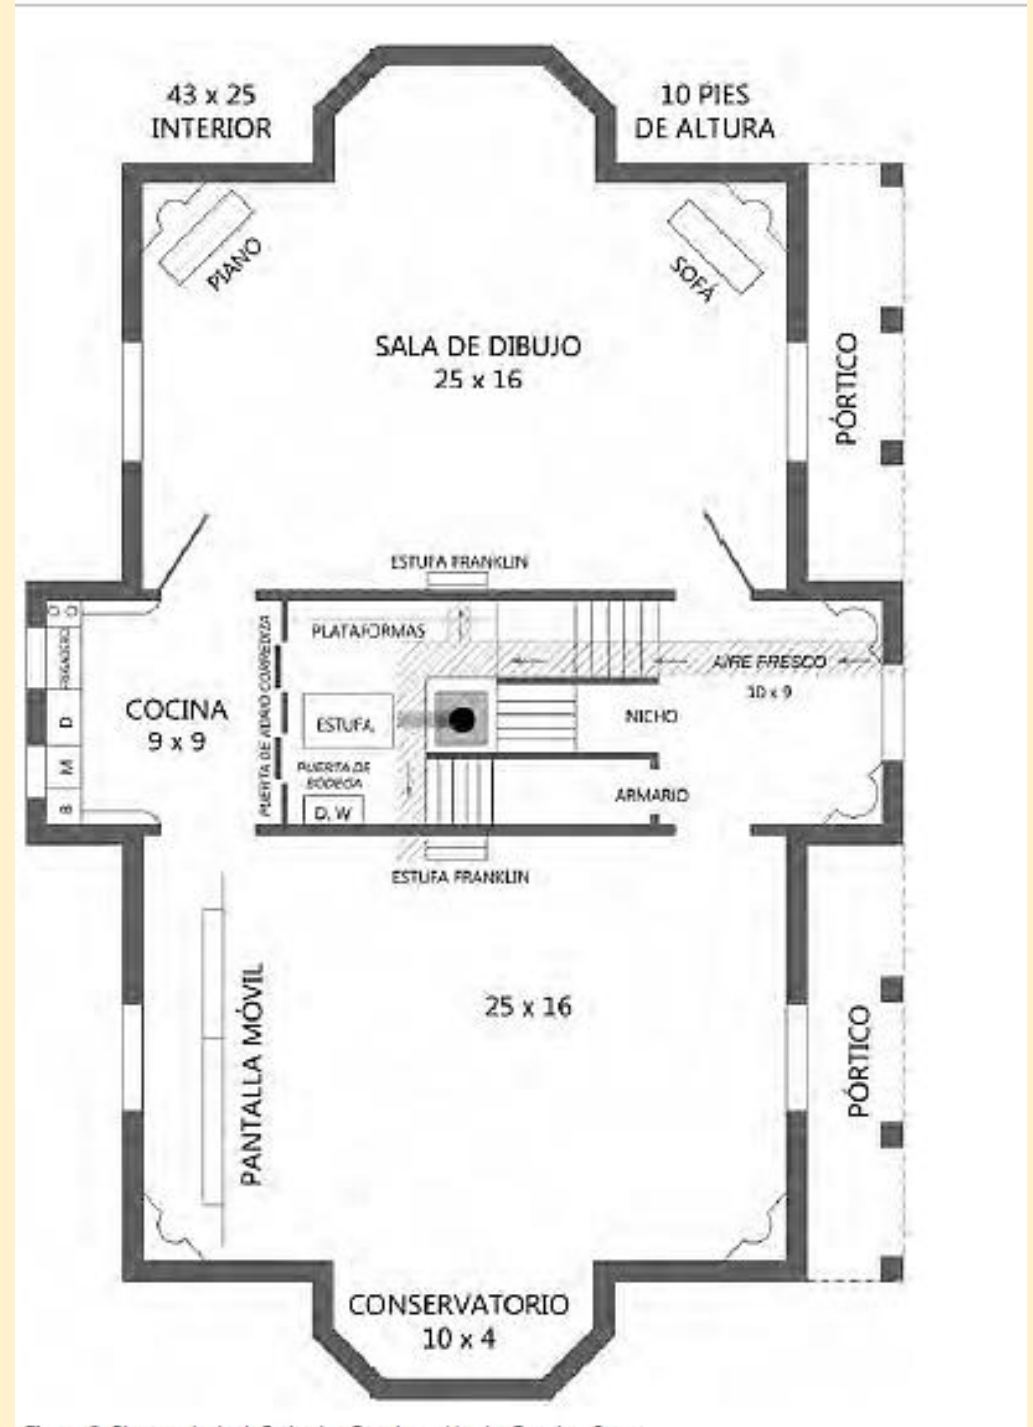 43 x 25
INTERIOR
10 PIES
DE ALTURA
PIANO
SOFÁ
SALA DE DIBUJO
25 x 16
PÓRTICO
ESTUFA FRANKLIN
PLATAFORMAS
AIRE FRESCO
10 x 9
COCINA
9 x 9
D
M
B
ESTUFA
NICHO
PUERTA DE
BODEGA
D. W
ARMARIO
ESTUFA FRANKLIN
25 x 16
PANTALLA MÓVIL
PÓRTICO
CONSERVATORIO
10 x 4